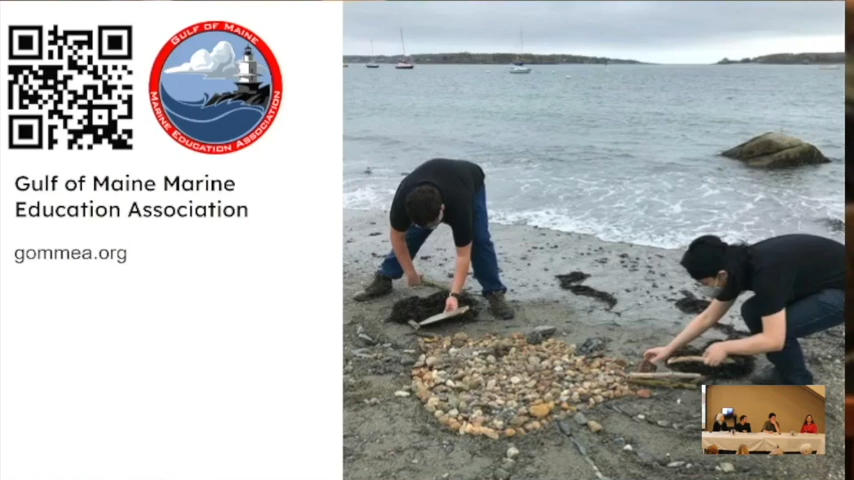 GULF OF MAINE
MARINE EDUCATION ASSOCIATION
Gulf of Maine Marine
Education Association
gommea.org